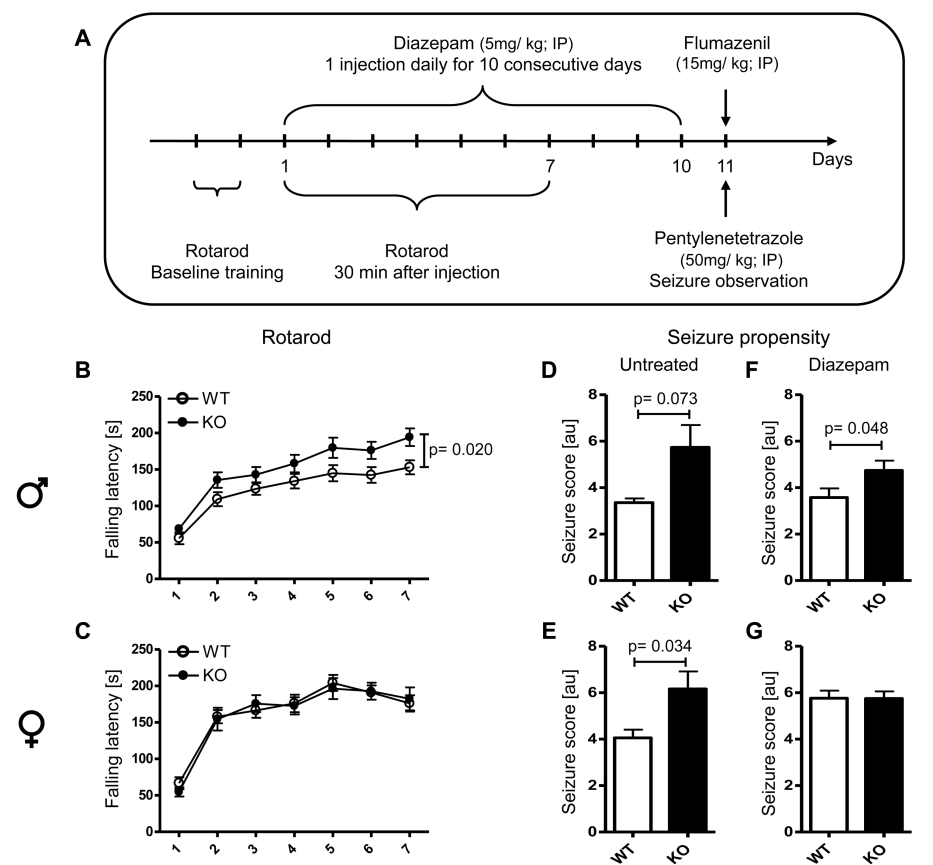 A
Diazepam (5mg/ kg; IP)
1 injection daily for 10 consecutive days
Flumazenil
(15mg/ kg; IP)
1 7 10 11
Days
Rotarod
Baseline training
Rotarod
30 min after injection
Pentylenetetrazole
(50mg/ kg; IP)
Seizure observation
Rotarod
Seizure propensity
B
WT
KO
Falling latency [s]
250
200
150
100
50
0
p= 0.020
1 2 3 4 5 6 7
D
Untreated
p= 0.073
Seizure score [au]
8
6
4
2
0
WT KO
F
Diazepam
p= 0.048
Seizure score [au]
8
6
4
2
0
WT KO
♂
C
WT
KO
Falling latency [s]
250
200
150
100
50
0
1 2 3 4 5 6 7
E
p= 0.034
Seizure score [au]
8
6
4
2
0
WT KO
G
Seizure score [au]
8
6
4
2
0
WT KO
♀